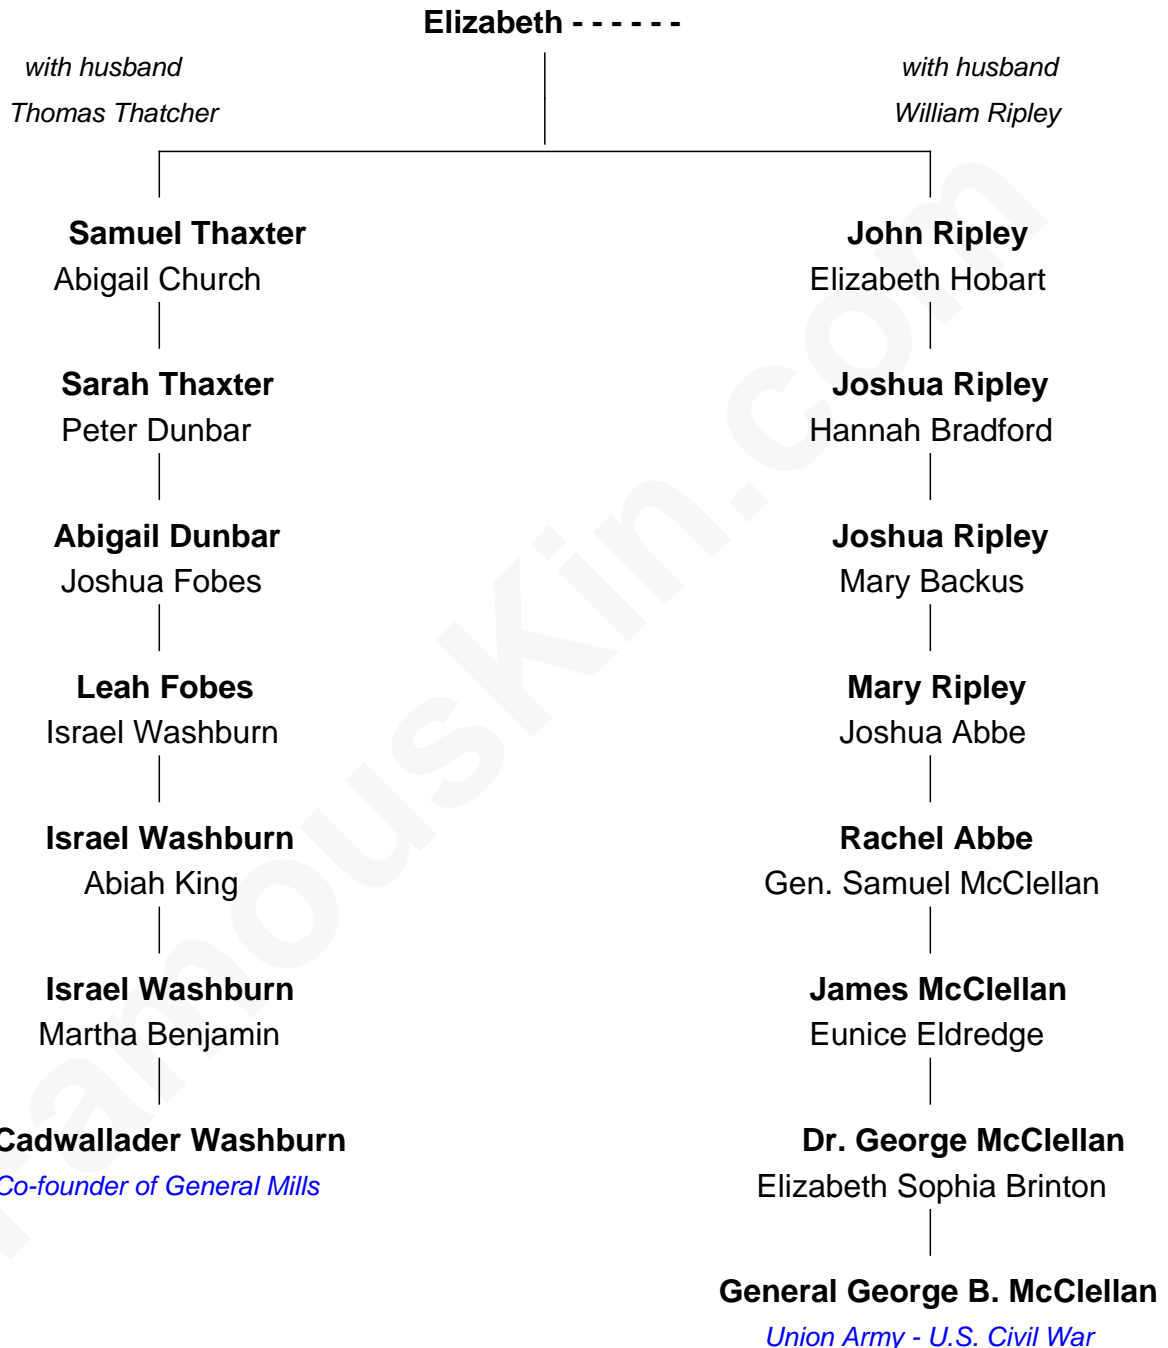 Elizabeth - - - - - -
with husband
Thomas Thatcher
with husband
William Ripley
Samuel Thaxter
Abigail Church
John Ripley
Elizabeth Hobart
Sarah Thaxter
Peter Dunbar
Joshua Ripley
Hannah Bradford
Abigail Dunbar
Joshua Fobes
Joshua Ripley
Mary Backus
Leah Fobes
Israel Washburn
Mary Ripley
Joshua Abbe
Israel Washburn
Abiah King
Rachel Abbe
Gen. Samuel McClellan
Israel Washburn
Martha Benjamin
James McClellan
Eunice Eldredge
Cadwallader Washburn
Co-founder of General Mills
Dr. George McClellan
Elizabeth Sophia Brinton
General George B. McClellan
Union Army - U.S. Civil War
FamousKin.com